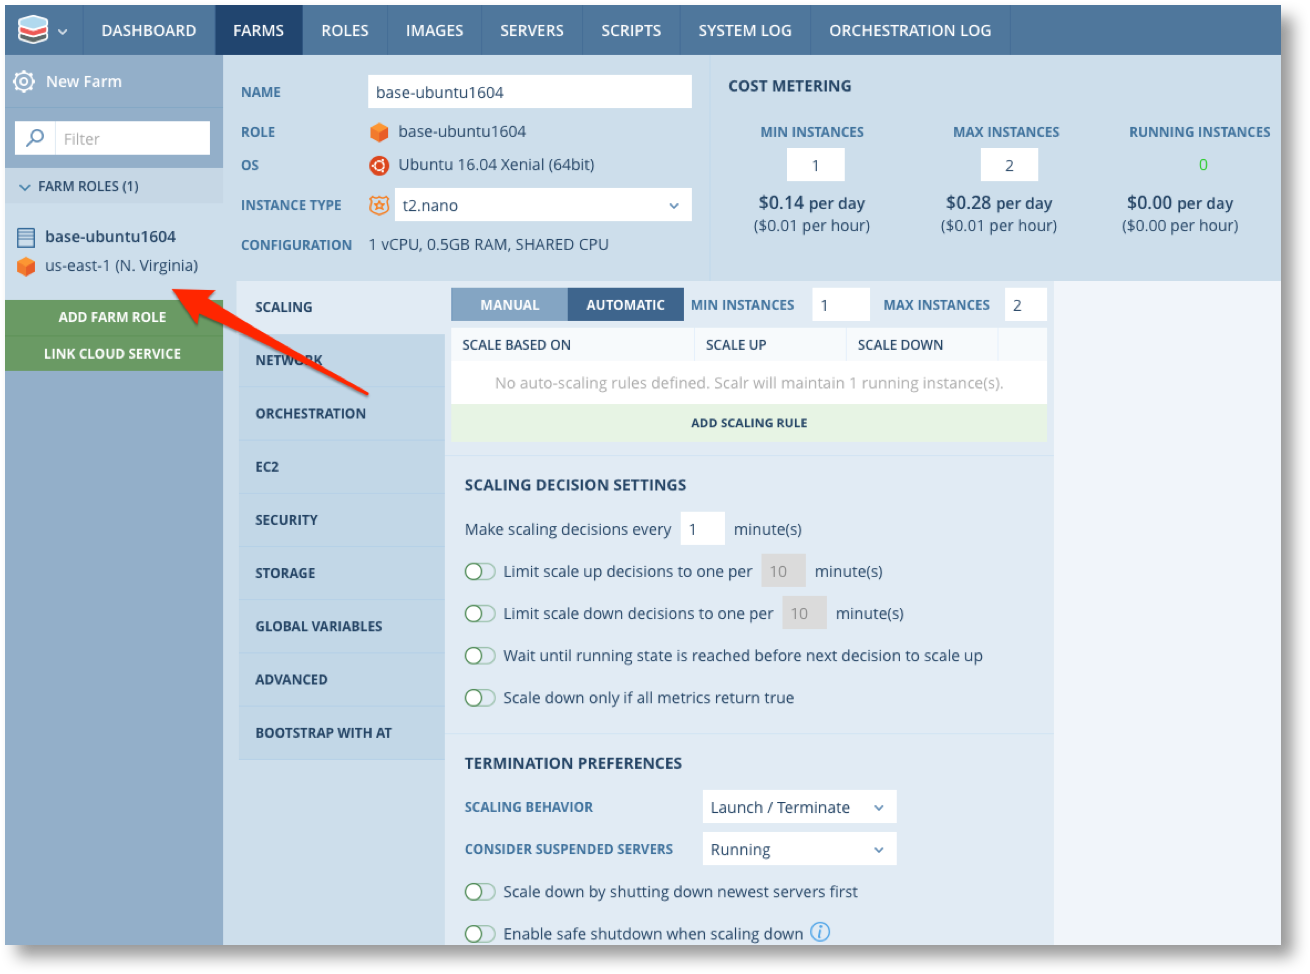 DASHBOARD FARMS ROLES IMAGES SERVERS SCRIPTS SYSTEM LOG ORCHESTRATION LOG
New Farm
Filter
FARM ROLES (1)
base-ubuntu1604
us-east-1 (N. Virginia)
ADD FARM ROLE
LINK CLOUD SERVICE
NAME base-ubuntu1604
ROLE base-ubuntu1604
OS Ubuntu 16.04 Xenial (64bit)
INSTANCE TYPE t2.nano
CONFIGURATION 1 vCPU, 0.5GB RAM, SHARED CPU
COST METERING
MIN INSTANCES MAX INSTANCES RUNNING INSTANCES
1 2 0
$0.14 per day $0.28 per day $0.00 per day
($0.01 per hour) ($0.01 per hour) ($0.00 per hour)
SCALING
NETWORK
ORCHESTRATION
EC2
SECURITY
STORAGE
GLOBAL VARIABLES
ADVANCED
BOOTSTRAP WITH AT
MANUAL AUTOMATIC MIN INSTANCES 1 MAX INSTANCES 2
SCALE BASED ON SCALE UP SCALE DOWN
No auto-scaling rules defined. Scalr will maintain 1 running instance(s).
ADD SCALING RULE
SCALING DECISION SETTINGS
Make scaling decisions every 1 minute(s)
Limit scale up decisions to one per 10 minute(s)
Limit scale down decisions to one per 10 minute(s)
Wait until running state is reached before next decision to scale up
Scale down only if all metrics return true
TERMINATION PREFERENCES
SCALING BEHAVIOR Launch / Terminate
CONSIDER SUSPENDED SERVERS Running
Scale down by shutting down newest servers first
Enable safe shutdown when scaling down i